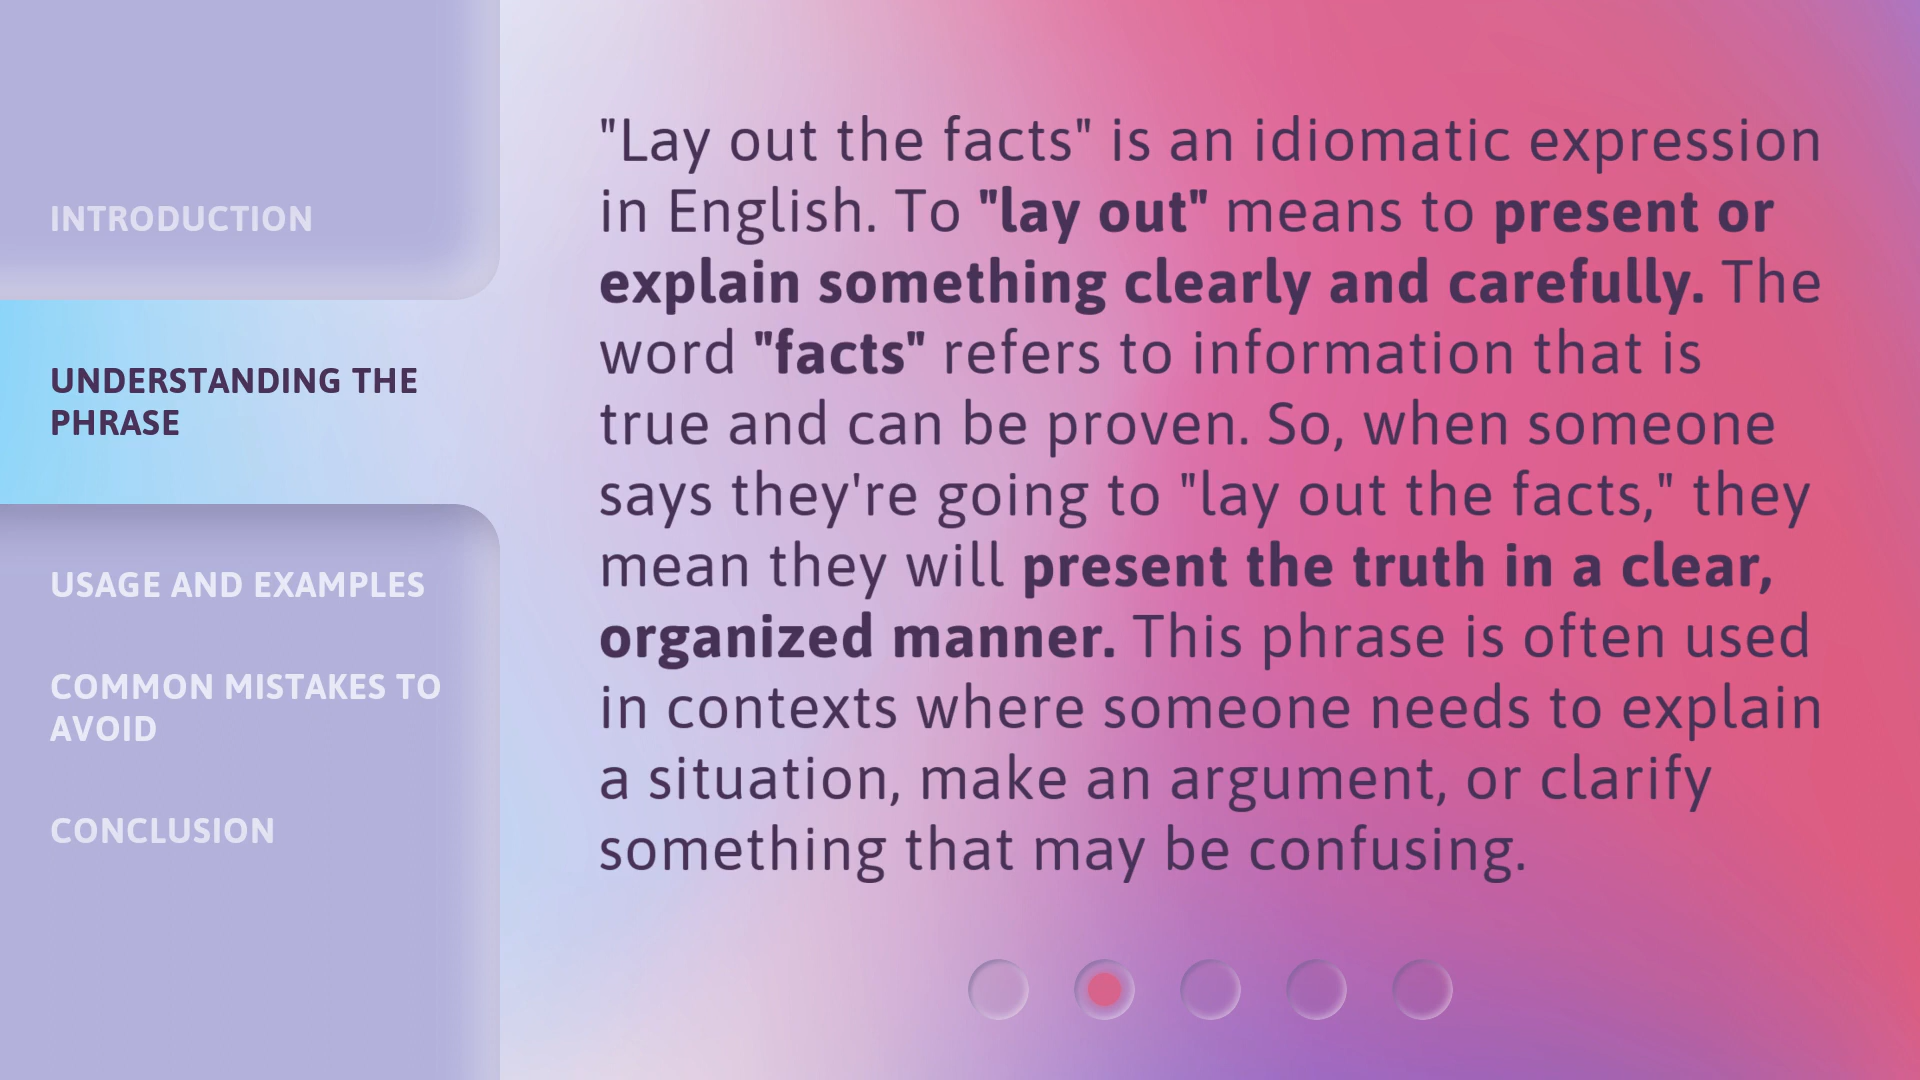 INTRODUCTION
UNDERSTANDING THE
PHRASE
USAGE AND EXAMPLES
COMMON MISTAKES TO
AVOID
CONCLUSION
"Lay out the facts" is an idiomatic expression
in English. To "lay out" means to present or
explain something clearly and carefully. The
word "facts" refers to information that is
true and can be proven. So, when someone
says they're going to "lay out the facts," they
mean they will present the truth in a clear,
organized manner. This phrase is often used
in contexts where someone needs to explain
a situation, make an argument, or clarify
something that may be confusing.